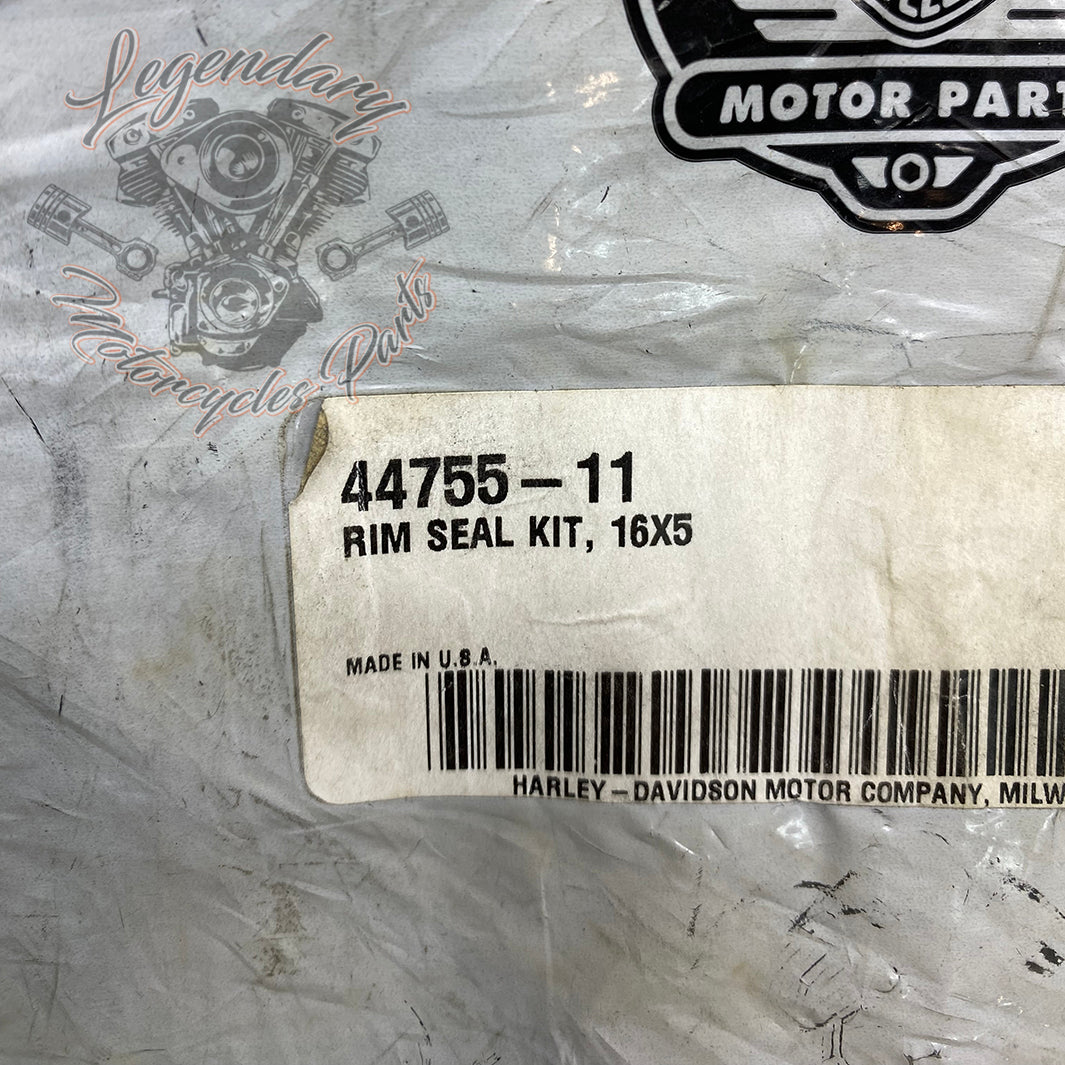 Legendary
MOTOR PART
Motorcycles Parts
44755-11
RIM SEAL KIT, 16X5
MADE IN U.S.A.
HARLEY-DAVIDSON MOTOR COMPANY, MILW